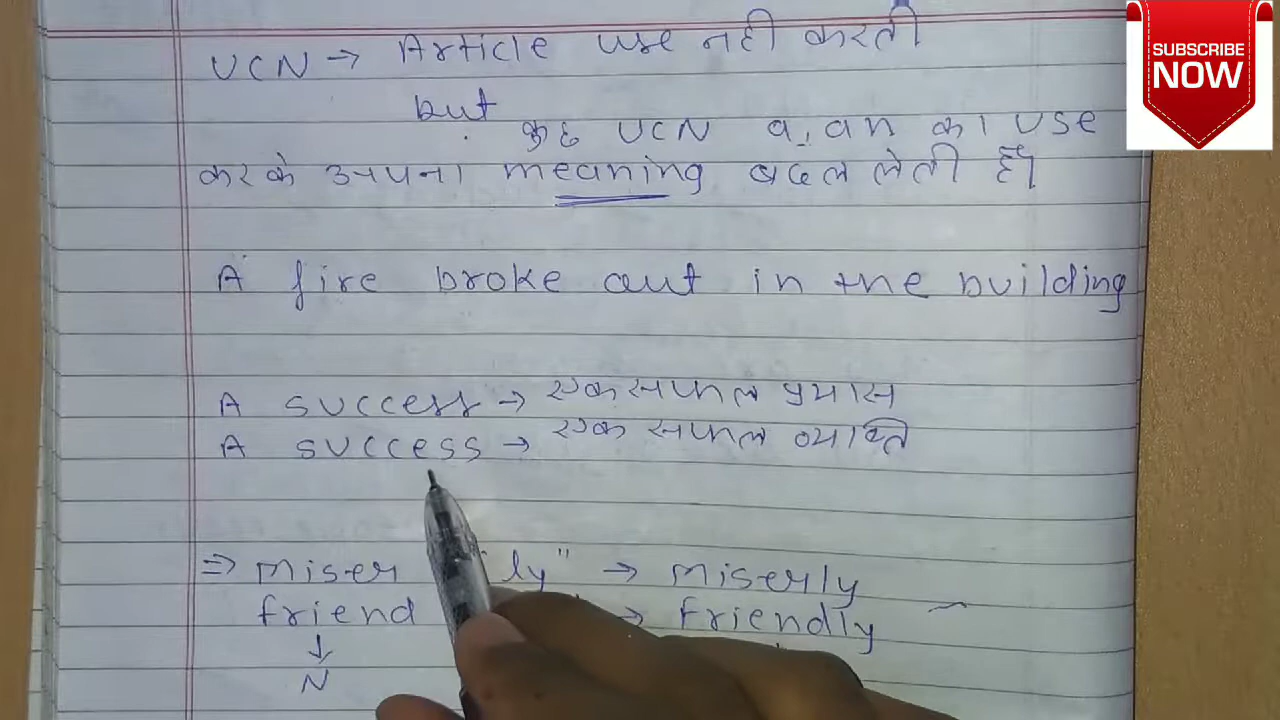 SUBSCRIBE
NOW
UCN → Article use नही करती
but
कुछ UCN a, an का use
करके अपना meaning बदल लेती हैं
A fire broke out in the building
A success → एक सफल प्रयास
A success → एक सफल व्यक्ति
⇒ Miser "ly" → Miserly
friend → Friendly
↓
N